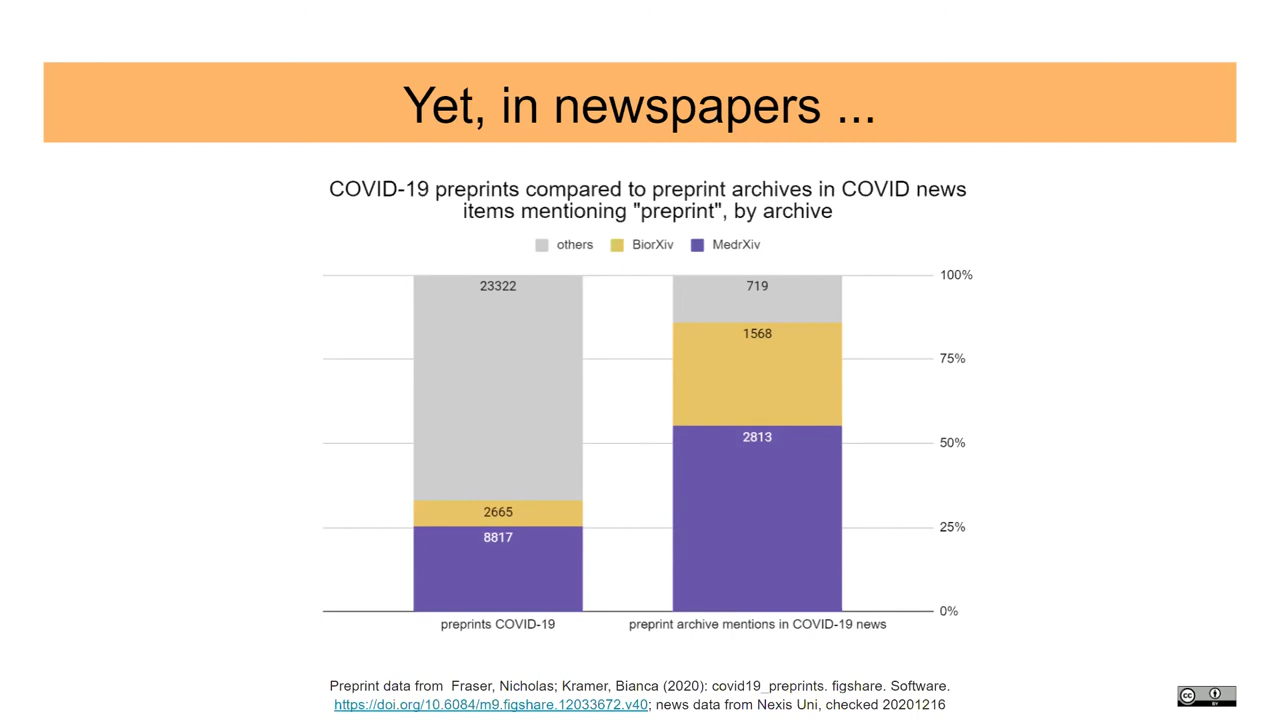 Yet, in newspapers ...
COVID-19 preprints compared to preprint archives in COVID news
items mentioning "preprint", by archive
others BiorXiv MedrXiv
100%
23322
719
1568
75%
2813
50%
2665
25%
8817
0%
preprints COVID-19
preprint archive mentions in COVID-19 news
Preprint data from Fraser, Nicholas; Kramer, Bianca (2020): covid19_preprints. figshare. Software.
https://doi.org/10.6084/m9.figshare.12033672.v40; news data from Nexis Uni, checked 20201216
CC BY